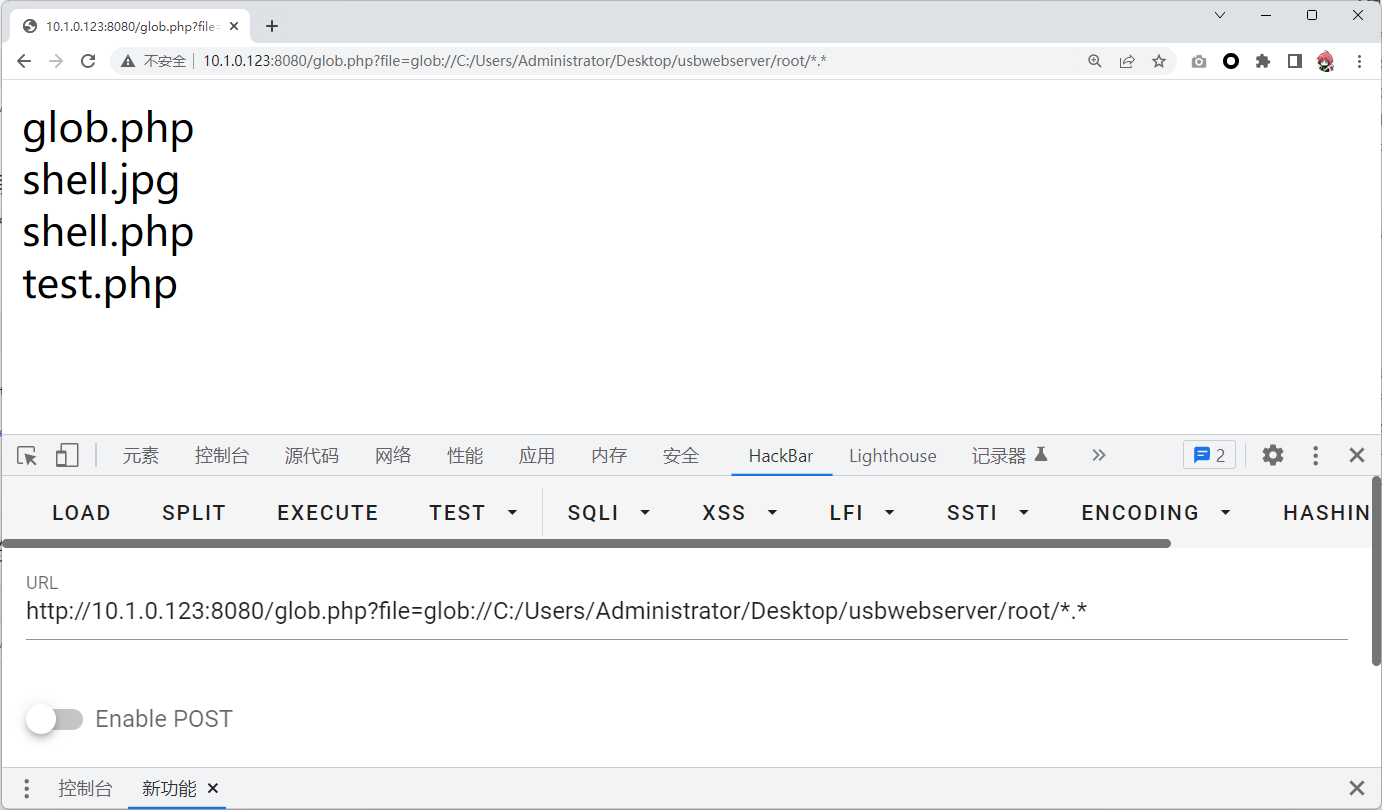 10.1.0.123:8080/glob.php?file=
不安全 10.1.0.123:8080/glob.php?file=glob://C:/Users/Administrator/Desktop/usbwebserver/root/*.*
glob.php
shell.jpg
shell.php
test.php
元素 控制台 源代码 网络 性能 应用 内存 安全 HackBar Lighthouse 记录器 2
LOAD SPLIT EXECUTE TEST SQLI XSS LFI SSTI ENCODING HASHIN
URL
http://10.1.0.123:8080/glob.php?file=glob://C:/Users/Administrator/Desktop/usbwebserver/root/*.*
Enable POST
控制台 新功能